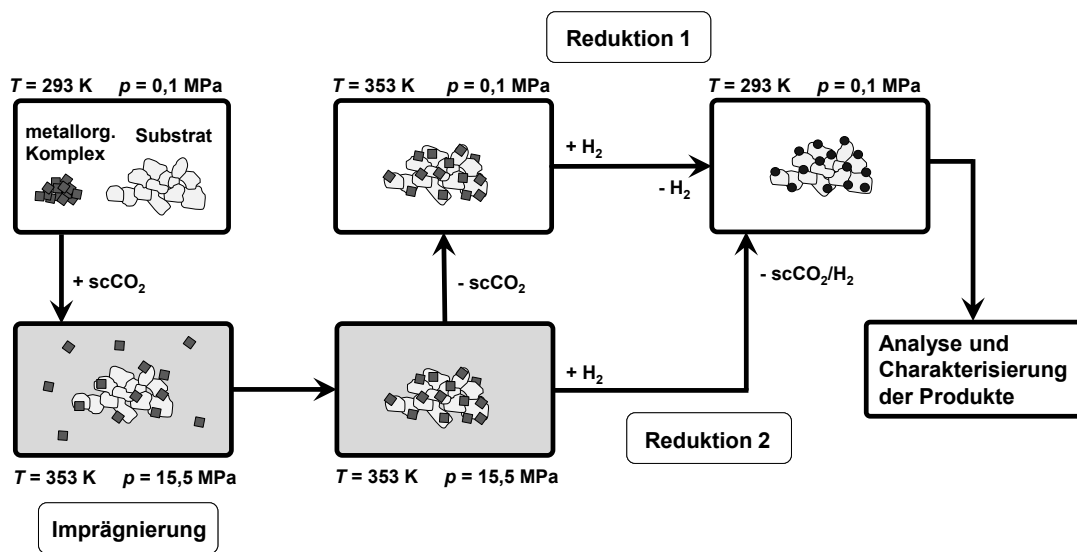 Reduktion 1
T = 293 K p = 0,1 MPa
T = 353 K p = 0,1 MPa
T = 293 K p = 0,1 MPa
metallorg.
Komplex
Substrat
+ H₂
- H₂
+ scCO₂
- scCO₂
- scCO₂/H₂
+ H₂
Analyse und
Charakterisierung
der Produkte
Reduktion 2
T = 353 K p = 15,5 MPa
T = 353 K p = 15,5 MPa
Imprägnierung